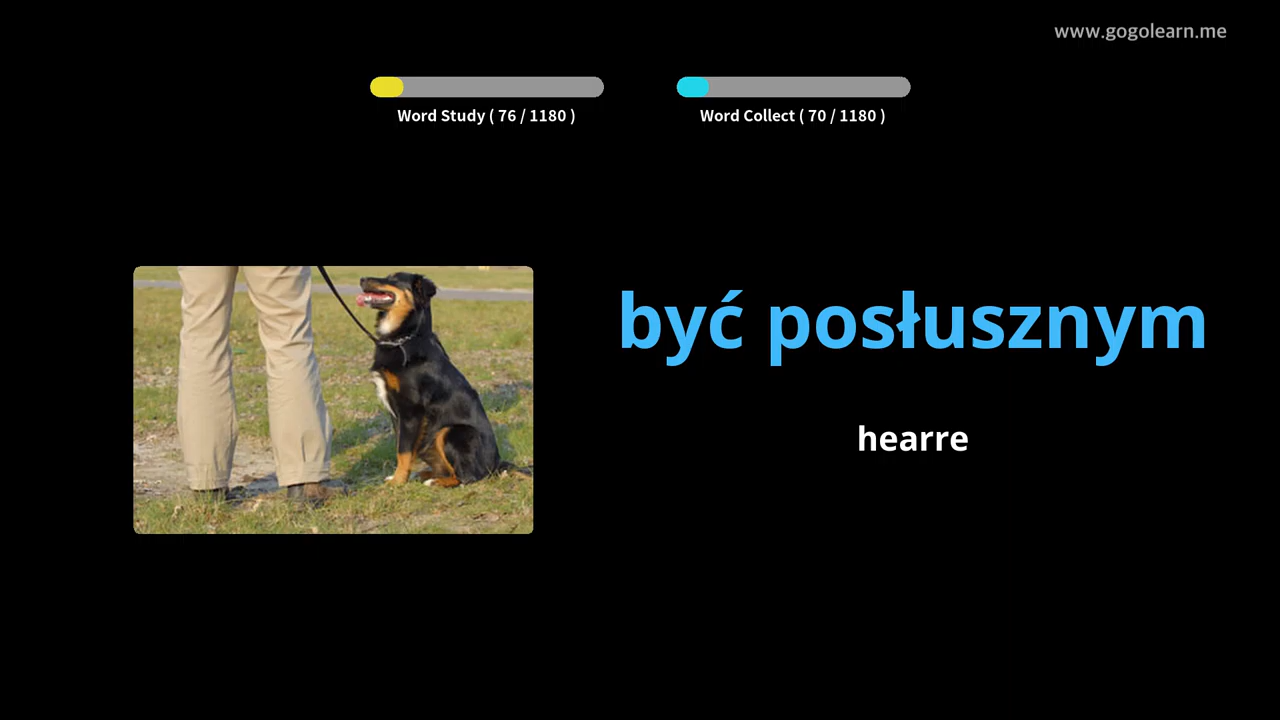 www.gogolearn.me
Word Study ( 76 / 1180 )
Word Collect ( 70 / 1180 )
być posłusznym
hearre